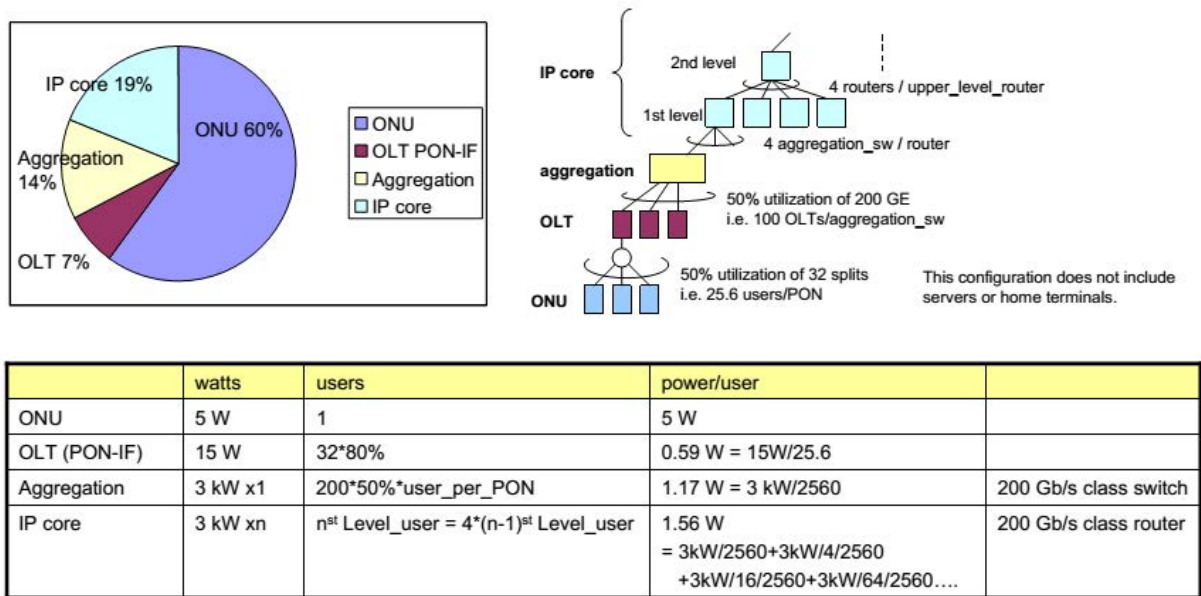 IP core 19%
ONU 60%
Aggregation
14%
OLT 7%
ONU
OLT PON-IF
Aggregation
IP core
IP core
2nd level
4 routers / upper_level_router
1st level
4 aggregation_sw / router
aggregation
50% utilization of 200 GE
i.e. 100 OLTs/aggregation_sw
OLT
50% utilization of 32 splits
i.e. 25.6 users/PON
ONU
This configuration does not include
servers or home terminals.
watts users power/user
ONU 5 W 1 5 W
OLT (PON-IF) 15 W 32*80% 0.59 W = 15W/25.6
Aggregation 3 kW x1 200*50%*user_per_PON 1.17 W = 3 kW/2560 200 Gb/s class switch
IP core 3 kW xn nst Level_user = 4*(n-1)st Level_user 1.56 W 200 Gb/s class router
= 3kW/2560+3kW/4/2560
+3kW/16/2560+3kW/64/2560….